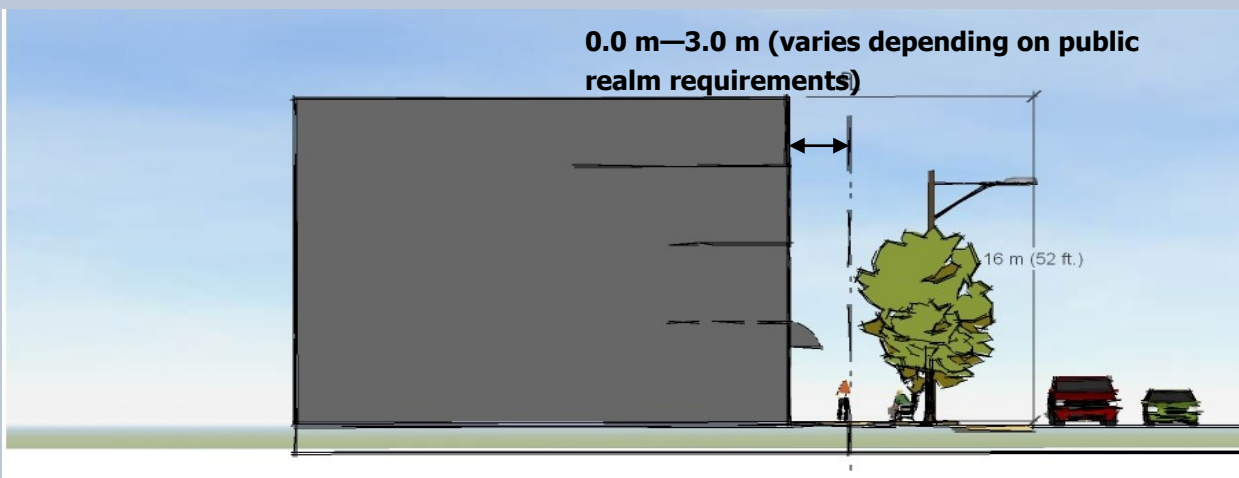 0.0 m—3.0 m (varies depending on public
realm requirements)
16 m (52 ft.)